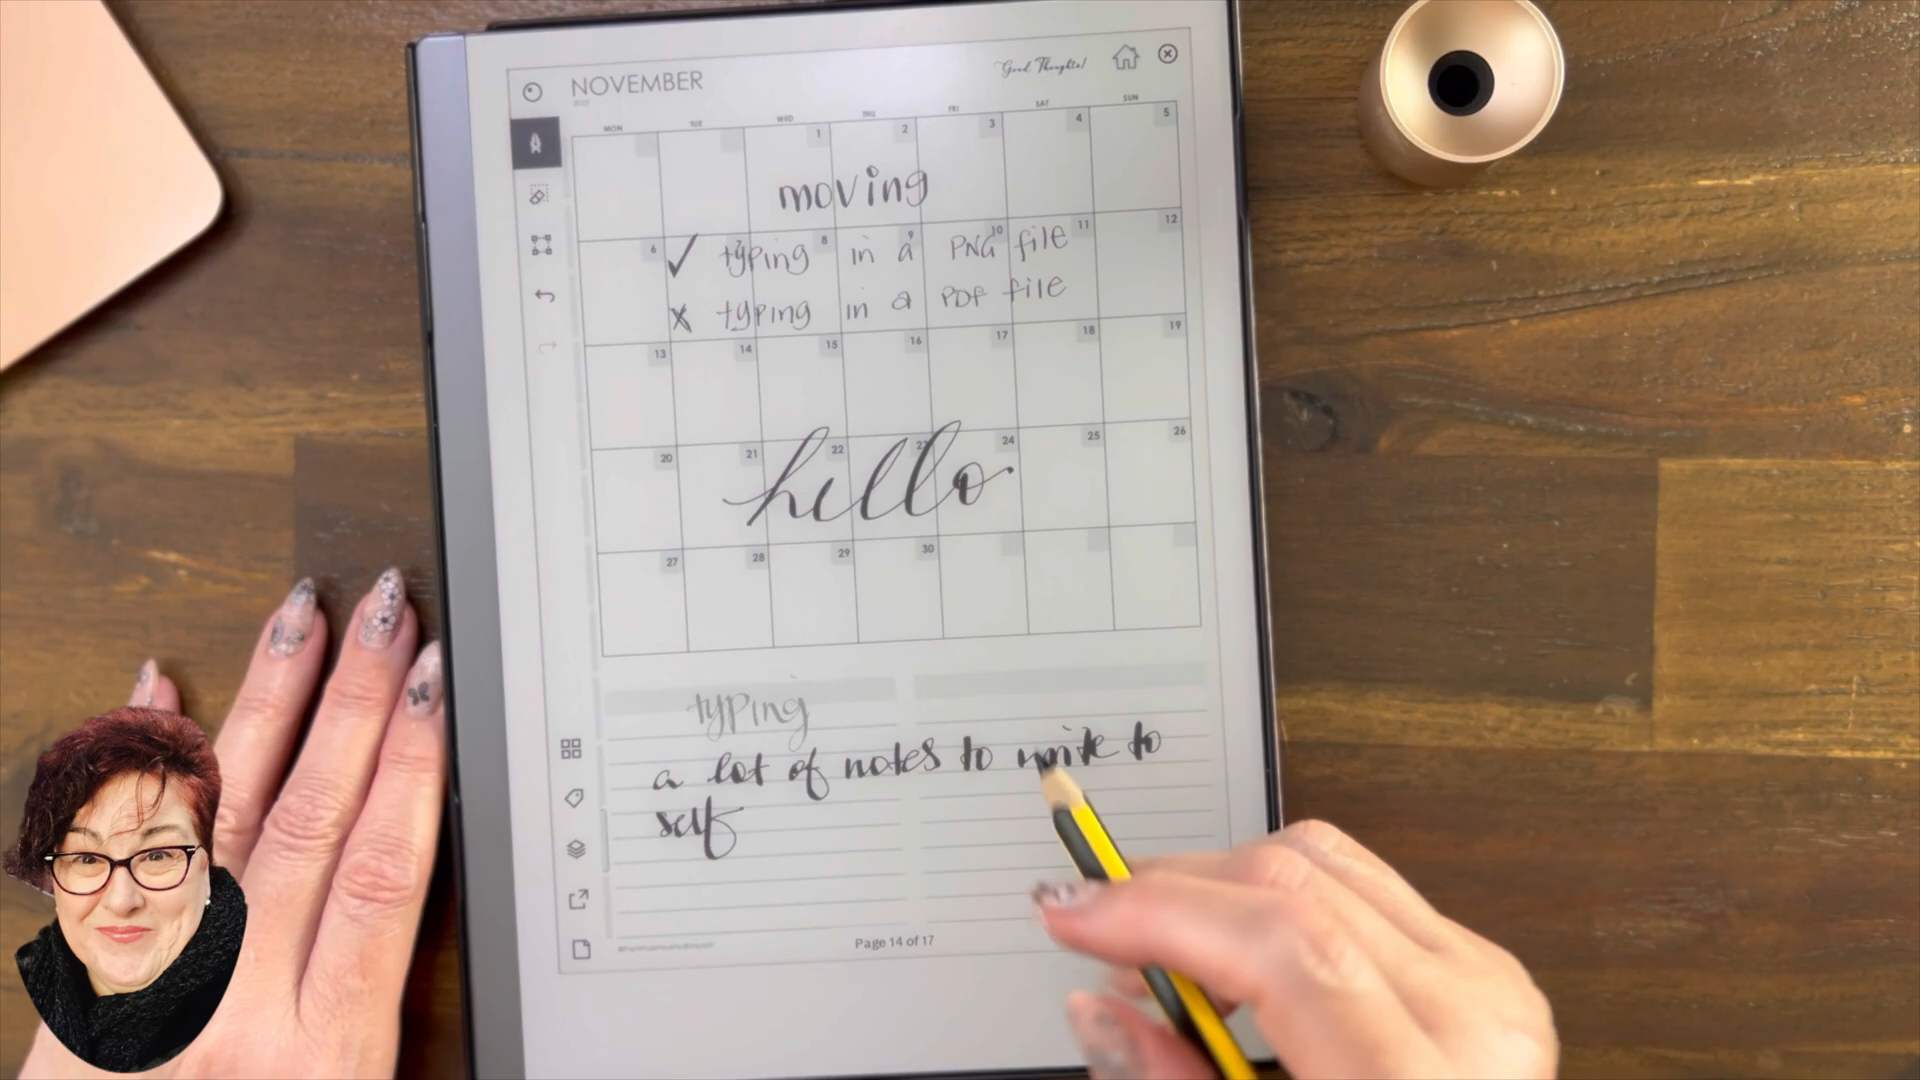 NOVEMBER
Good Thoughts!
MON TUE WED THU FRI SAT SUN
1 2 3 4 5
moving
6 7 8 9 10 11 12
✓ typing in a PNG file
X typing in a PDF file
13 14 15 16 17 18 19
20 21 22 23 24 25 26
hello
27 28 29 30
typing
a lot of notes to write to
self
Page 14 of 17